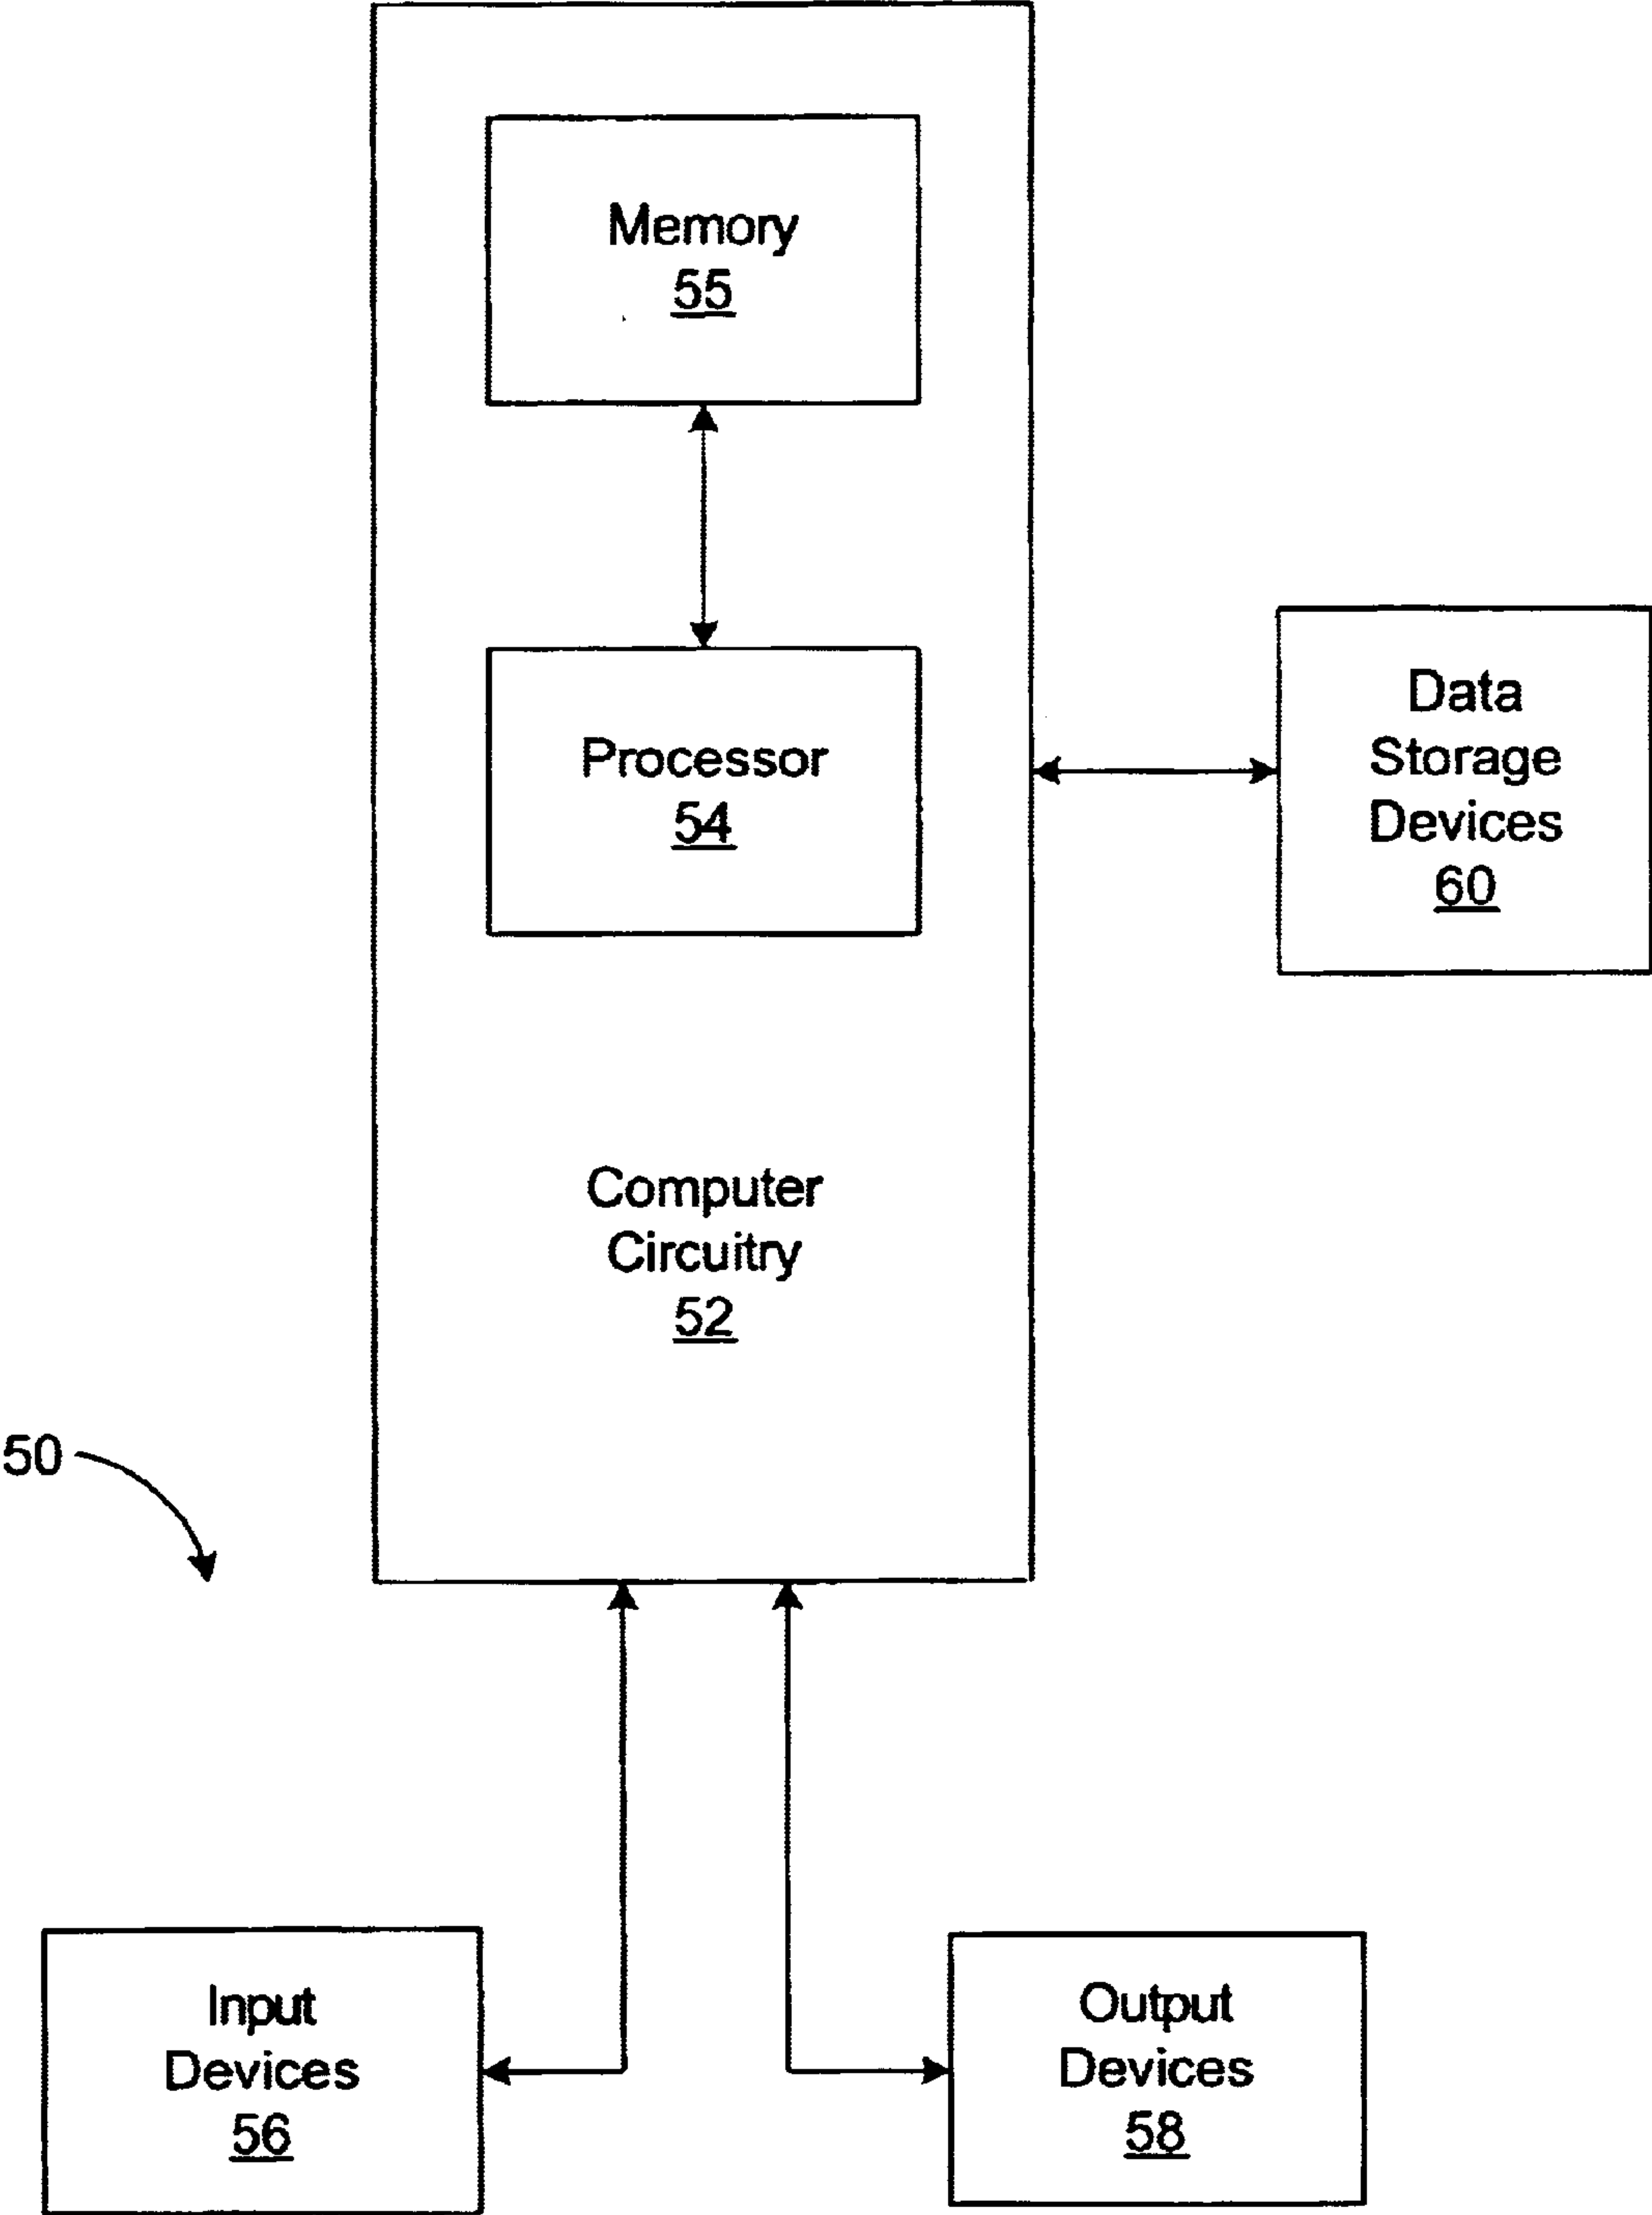 Memory
55
Processor
54
Data
Storage
Devices
60
Computer
Circuitry
52
50
Input
Devices
56
Output
Devices
58